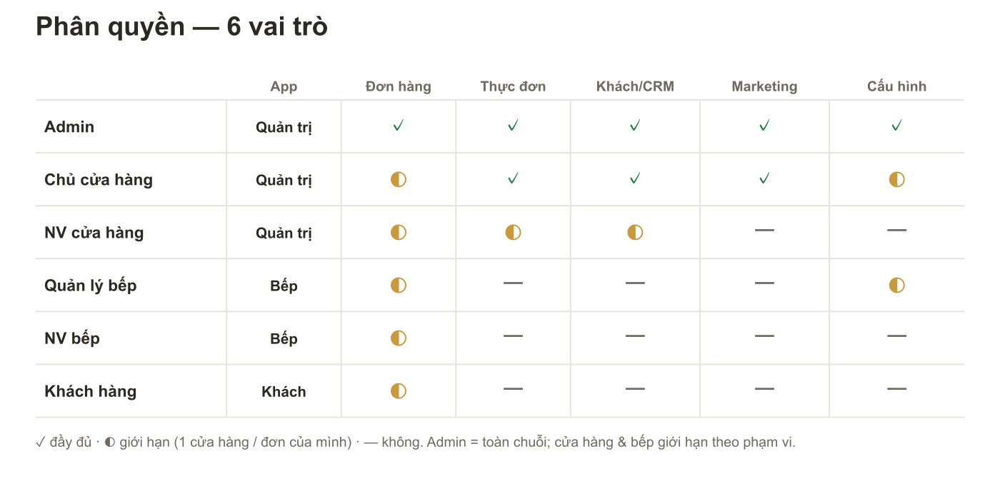 Phân quyền — 6 vai trò
App Đơn hàng Thực đơn Khách/CRM Marketing Cấu hình
Admin Quản trị ✓ ✓ ✓ ✓ ✓
Chủ cửa hàng Quản trị ◐ ✓ ✓ ✓ ◐
NV cửa hàng Quản trị ◐ ◐ ◐ — —
Quản lý bếp Bếp ◐ — — — ◐
NV bếp Bếp ◐ — — — —
Khách hàng Khách ◐ — — — —
✓ đầy đủ · ◐ giới hạn (1 cửa hàng / đơn của mình) · — không. Admin = toàn chuỗi; cửa hàng & bếp giới hạn theo phạm vi.